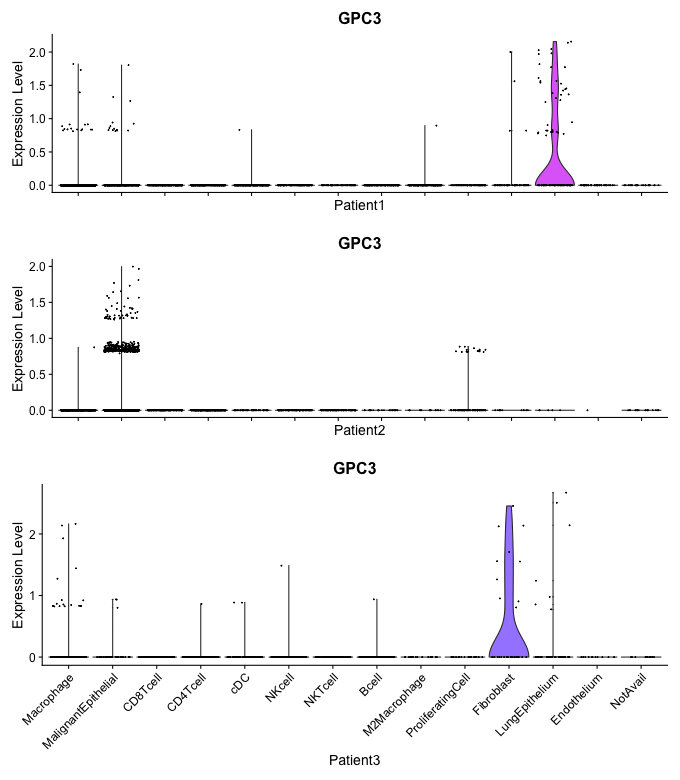 GPC3
Expression Level
2.0
1.5
1.0
0.5
0.0
Patient1
GPC3
Expression Level
2.0
1.5
1.0
0.5
0.0
Patient2
GPC3
Expression Level
2
1
0
Macrophage
MalignantEpithelial
CD8Tcell
CD4Tcell
cDC
NKcell
NKTcell
Bcell
M2Macrophage
ProliferatingCell
Fibroblast
LungEpithelium
Endothelium
NotAvail
Patient3